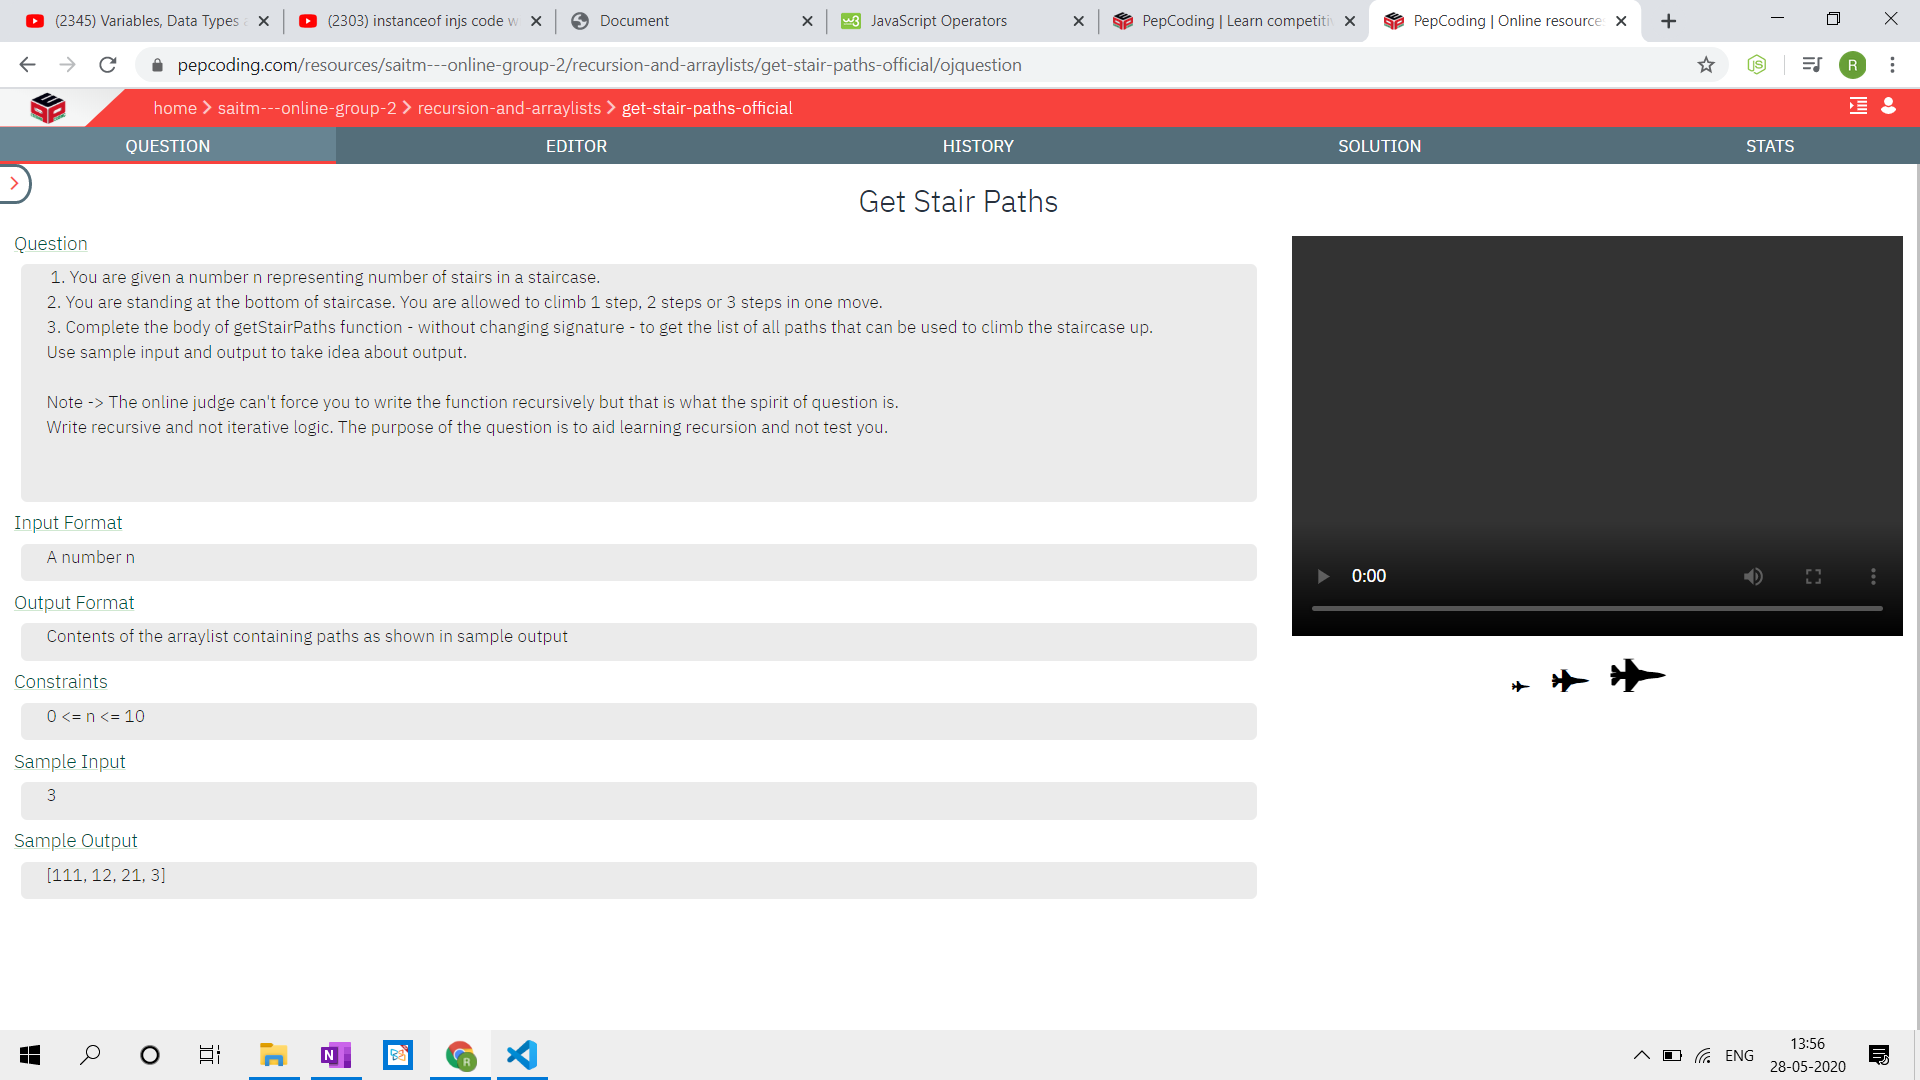 (2345) Variables, Data Types
(2303) instanceof injs code w
Document
JavaScript Operators
PepCoding | Learn competiti
PepCoding | Online resource
pepcoding.com/resources/saitm---online-group-2/recursion-and-arraylists/get-stair-paths-official/ojquestion
R
home > saitm---online-group-2 > recursion-and-arraylists > get-stair-paths-official
QUESTION
EDITOR
HISTORY
SOLUTION
STATS
Get Stair Paths
Question
1. You are given a number n representing number of stairs in a staircase.
2. You are standing at the bottom of staircase. You are allowed to climb 1 step, 2 steps or 3 steps in one move.
3. Complete the body of getStairPaths function - without changing signature - to get the list of all paths that can be used to climb the staircase up.
Use sample input and output to take idea about output.
Note -> The online judge can't force you to write the function recursively but that is what the spirit of question is.
Write recursive and not iterative logic. The purpose of the question is to aid learning recursion and not test you.
0:00
Input Format
A number n
Output Format
Contents of the arraylist containing paths as shown in sample output
Constraints
0 <= n <= 10
Sample Input
3
Sample Output
[111, 12, 21, 3]
N
R
ENG
13:56
28-05-2020